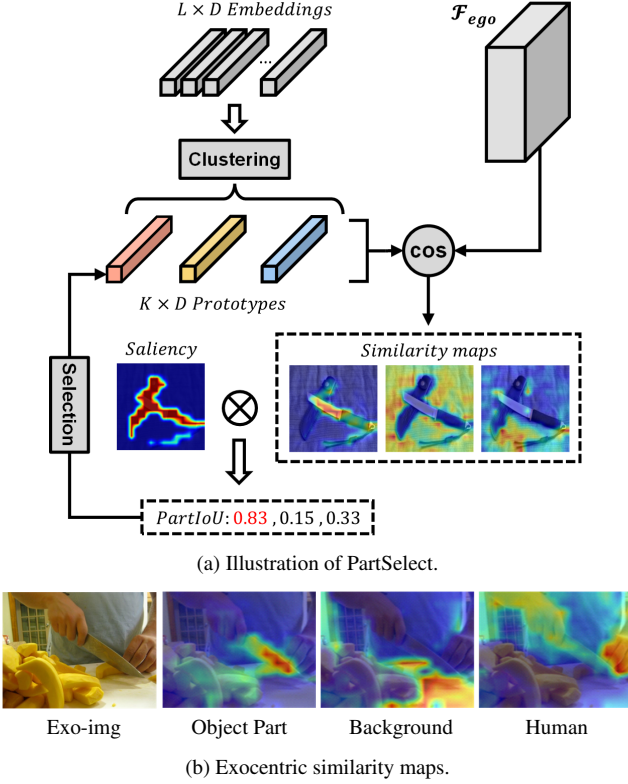 L × D Embeddings
ℱego
...
Clustering
cos
K × D Prototypes
Saliency
Similarity maps
Selection
PartIoU: 0.83 , 0.15 , 0.33
(a) Illustration of PartSelect.
Exo-img Object Part Background Human
(b) Exocentric similarity maps.